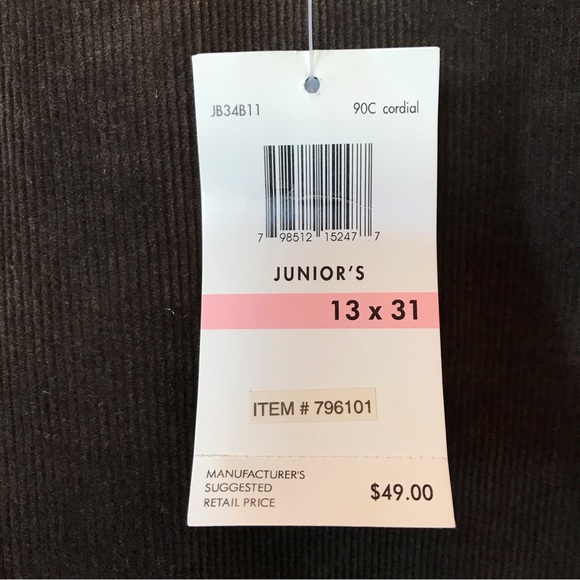 JB34B11 90C cordial
7 98512 15247 7
JUNIOR'S
13 x 31
ITEM # 796101
MANUFACTURER'S
SUGGESTED
RETAIL PRICE
$49.00